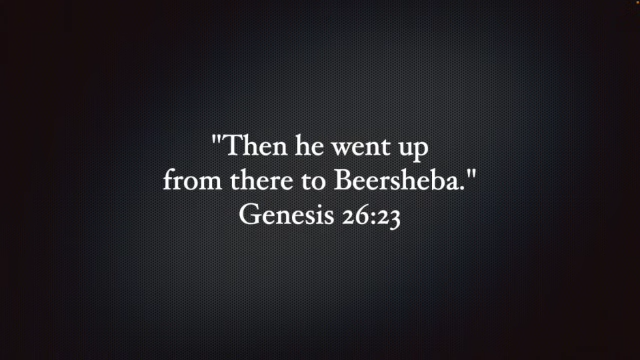 "Then he went up
from there to Beersheba."
Genesis 26:23